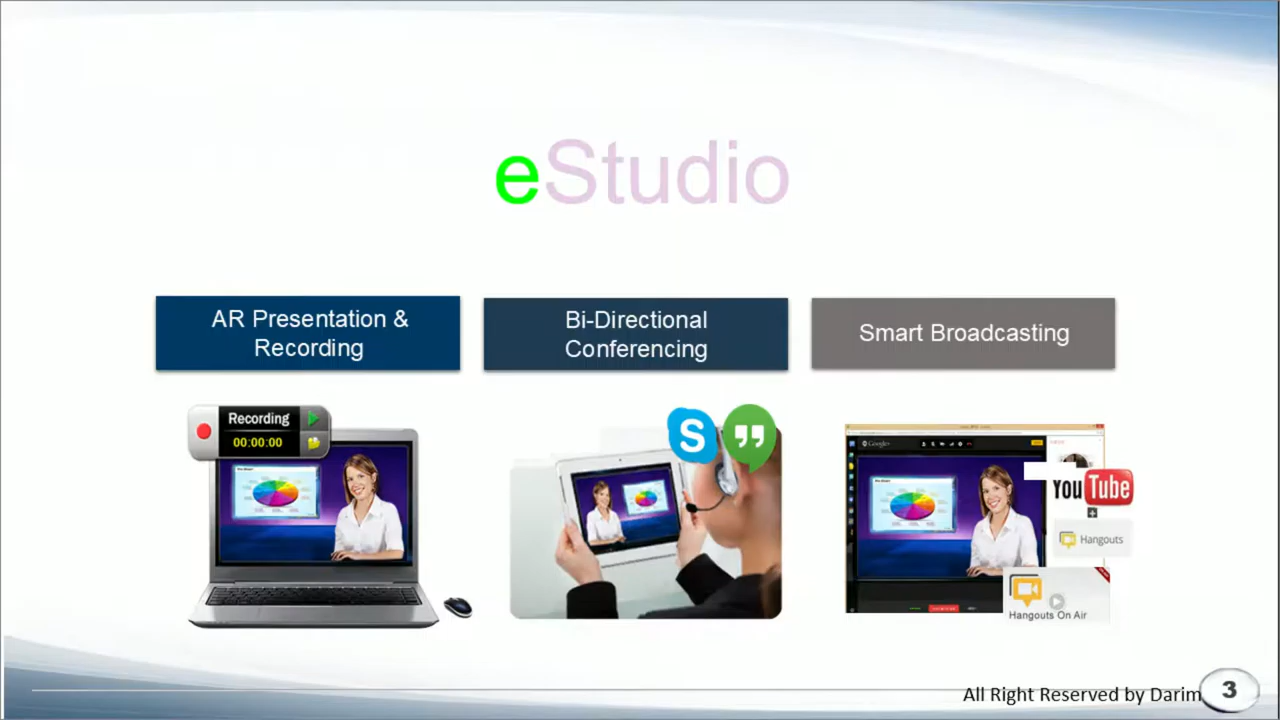 eStudio
AR Presentation &
Recording
Bi-Directional
Conferencing
Smart Broadcasting
Recording
00:00:00
S
Google+
YouTube
Hangouts
Hangouts On Air
All Right Reserved by Darim
3